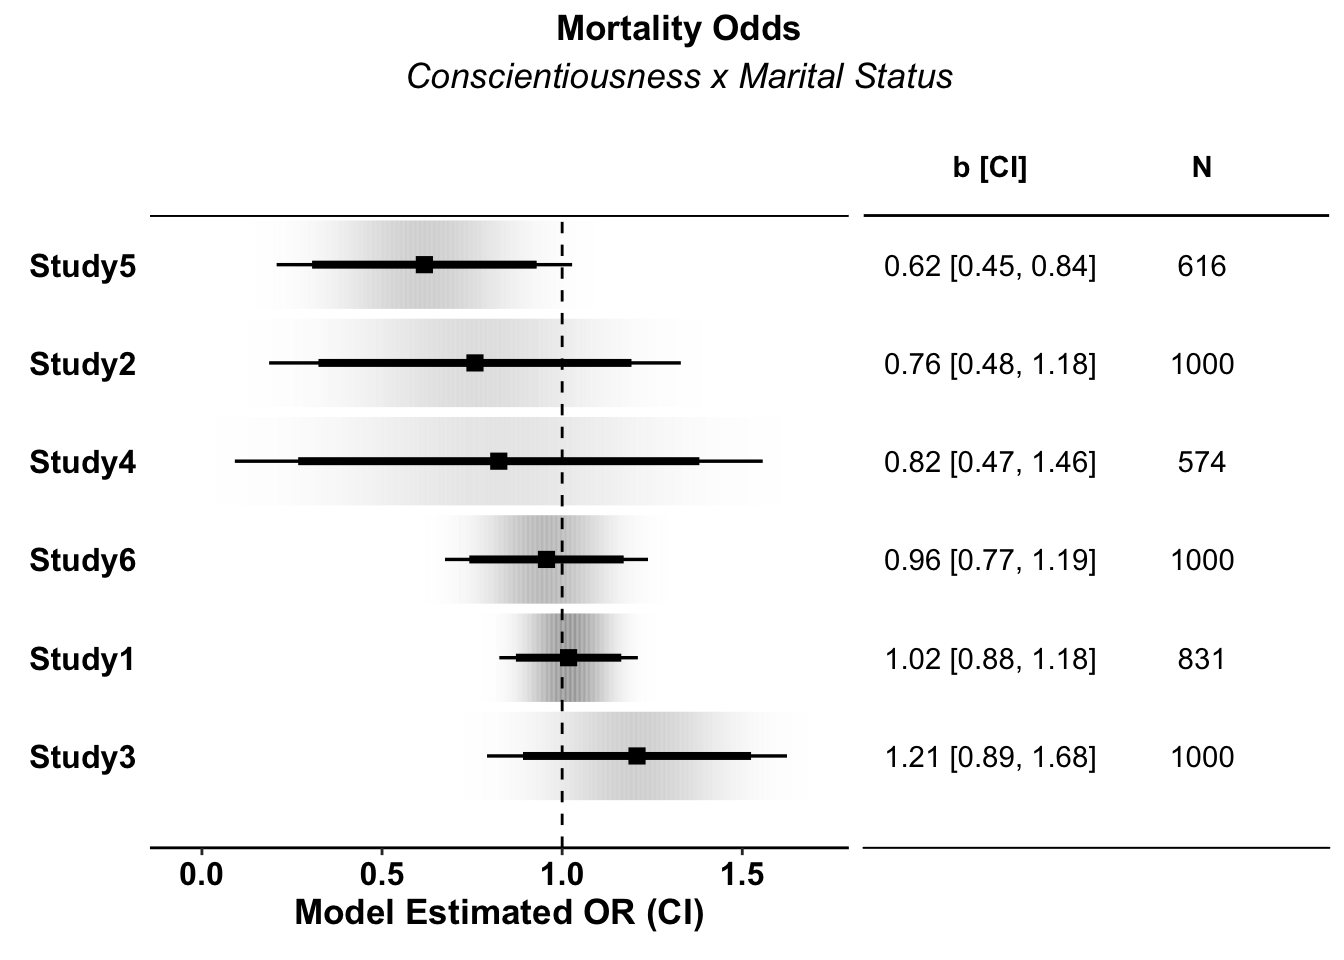 Mortality Odds
Conscientiousness x Marital Status
b [CI] N
Study5 0.62 [0.45, 0.84] 616
Study2 0.76 [0.48, 1.18] 1000
Study4 0.82 [0.47, 1.46] 574
Study6 0.96 [0.77, 1.19] 1000
Study1 1.02 [0.88, 1.18] 831
Study3 1.21 [0.89, 1.68] 1000
0.0 0.5 1.0 1.5
Model Estimated OR (CI)